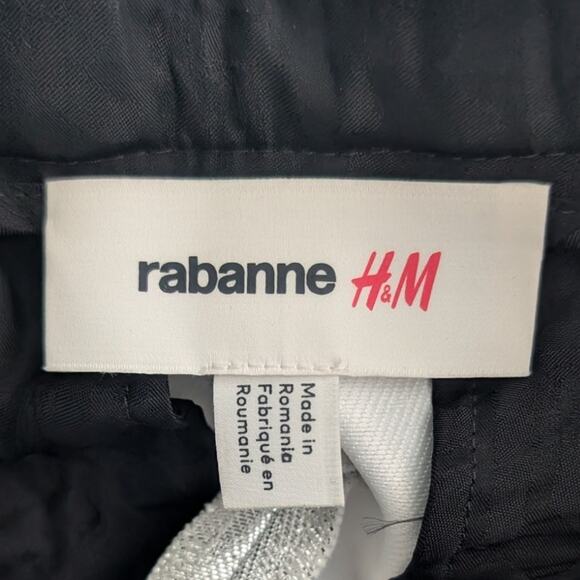 rabanne H&M
Made in
Romania
Fabriqué en
Roumanie